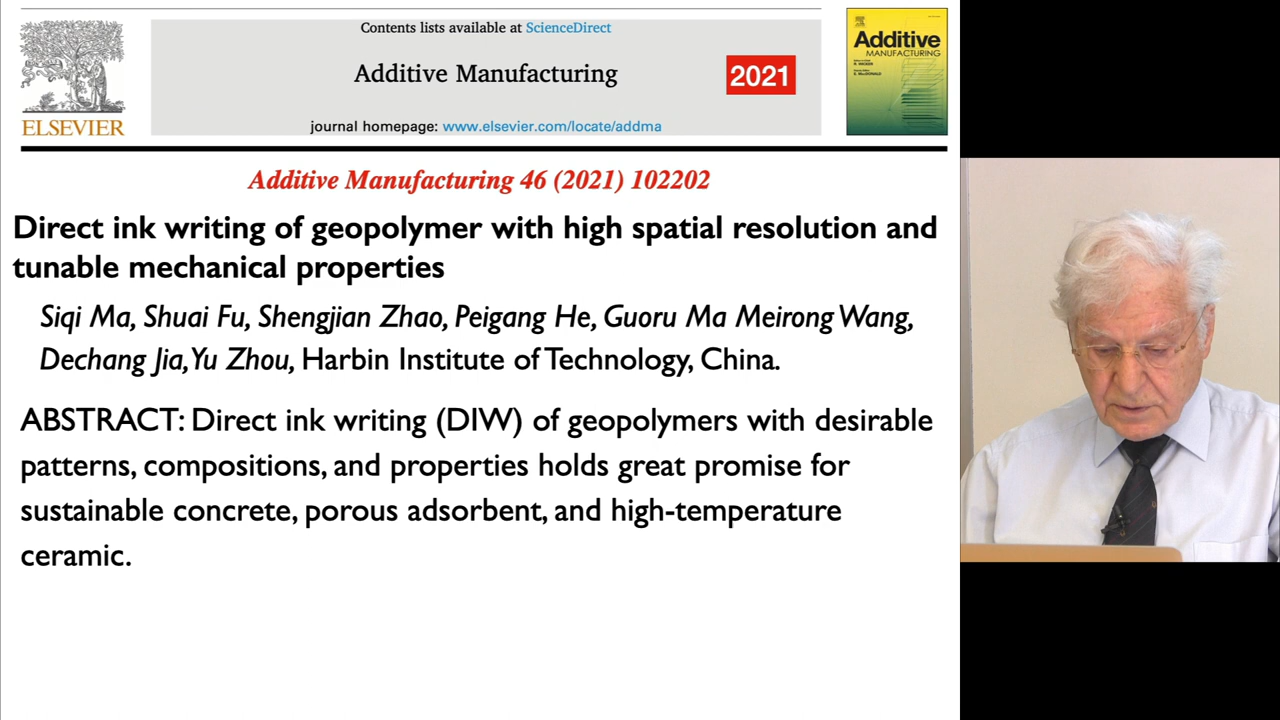 Contents lists available at ScienceDirect
Additive Manufacturing
2021
journal homepage: www.elsevier.com/locate/addma
ELSEVIER
Additive
MANUFACTURING
Additive Manufacturing 46 (2021) 102202
Direct ink writing of geopolymer with high spatial resolution and
tunable mechanical properties
Siqi Ma, Shuai Fu, Shengjian Zhao, Peigang He, Guoru Ma Meirong Wang,
Dechang Jia, Yu Zhou, Harbin Institute of Technology, China.
ABSTRACT: Direct ink writing (DIW) of geopolymers with desirable
patterns, compositions, and properties holds great promise for
sustainable concrete, porous adsorbent, and high-temperature
ceramic.